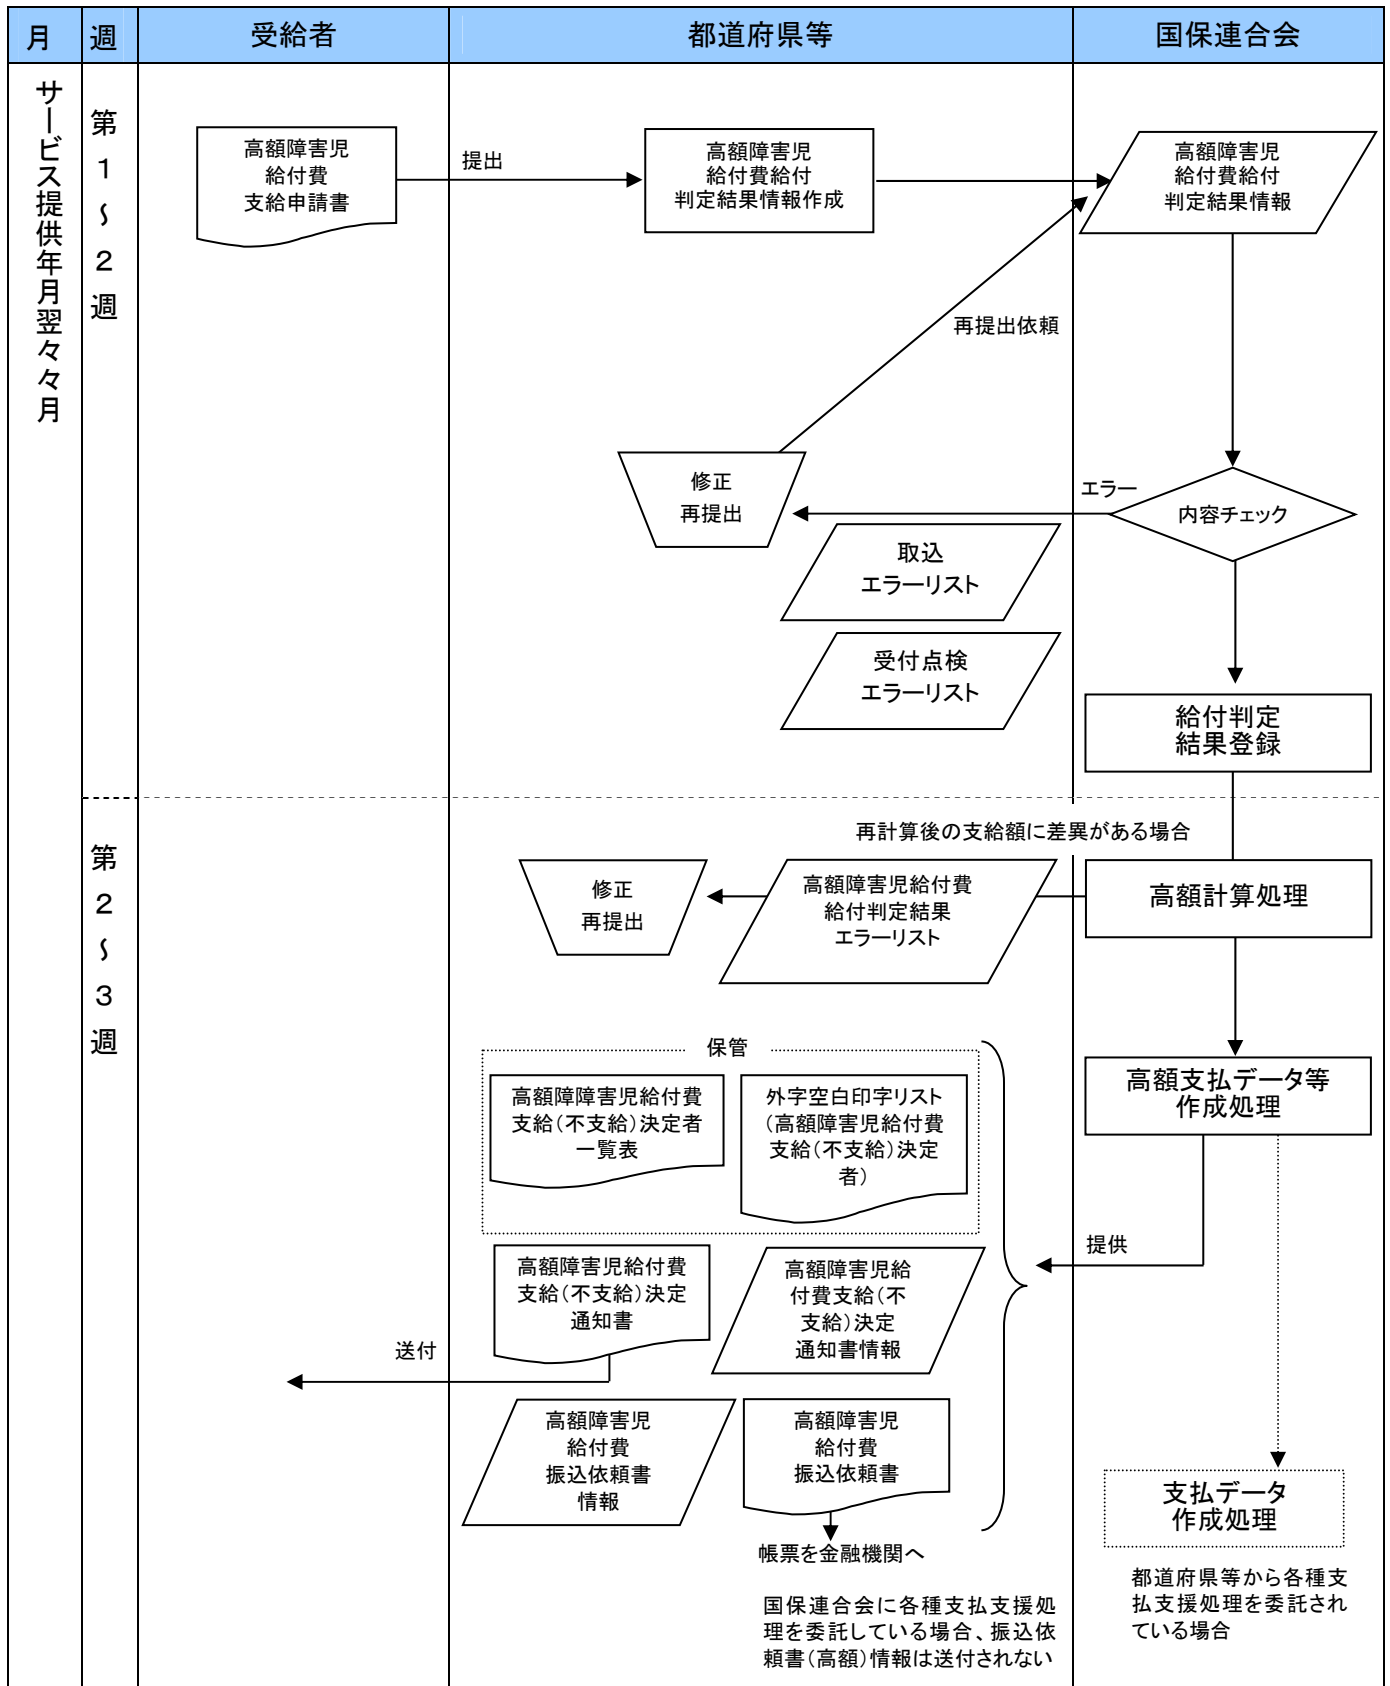 月
週
受給者
都道府県等
国保連合会
サービス提供年月翌々々月
第1～2週
高額障害児
給付費
支給申請書
提出
高額障害児
給付費給付
判定結果情報作成
高額障害児
給付費給付
判定結果情報
再提出依頼
修正
再提出
エラー
内容チェック
取込
エラーリスト
受付点検
エラーリスト
給付判定
結果登録
第2～3週
再計算後の支給額に差異がある場合
修正
再提出
高額障害児給付費
給付判定結果
エラーリスト
高額計算処理
保管
高額障障害児給付費
支給(不支給)決定者
一覧表
外字空白印字リスト
(高額障害児給付費
支給(不支給)決定
者)
高額支払データ等
作成処理
提供
高額障害児給付費
支給(不支給)決定
通知書
高額障害児給
付費支給(不
支給)決定
通知書情報
送付
高額障害児
給付費
振込依頼書
情報
高額障害児
給付費
振込依頼書
帳票を金融機関へ
支払データ
作成処理
国保連合会に各種支払支援処
理を委託している場合、振込依
頼書(高額)情報は送付されない
都道府県等から各種支
払支援処理を委託され
ている場合